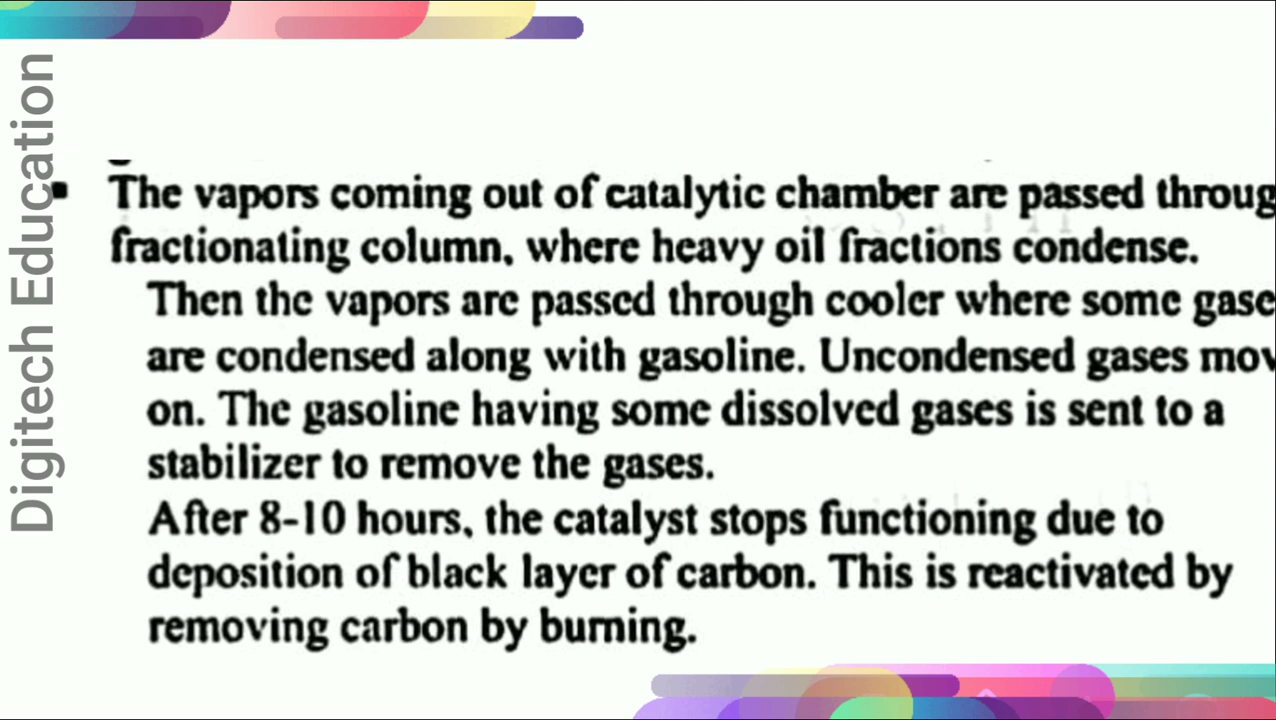 Digitech Education
The vapors coming out of catalytic chamber are passed throug
fractionating column, where heavy oil fractions condense.
Then the vapors are passed through cooler where some gase
are condensed along with gasoline. Uncondensed gases mov
on. The gasoline having some dissolved gases is sent to a
stabilizer to remove the gases.
After 8-10 hours, the catalyst stops functioning due to
deposition of black layer of carbon. This is reactivated by
removing carbon by burning.